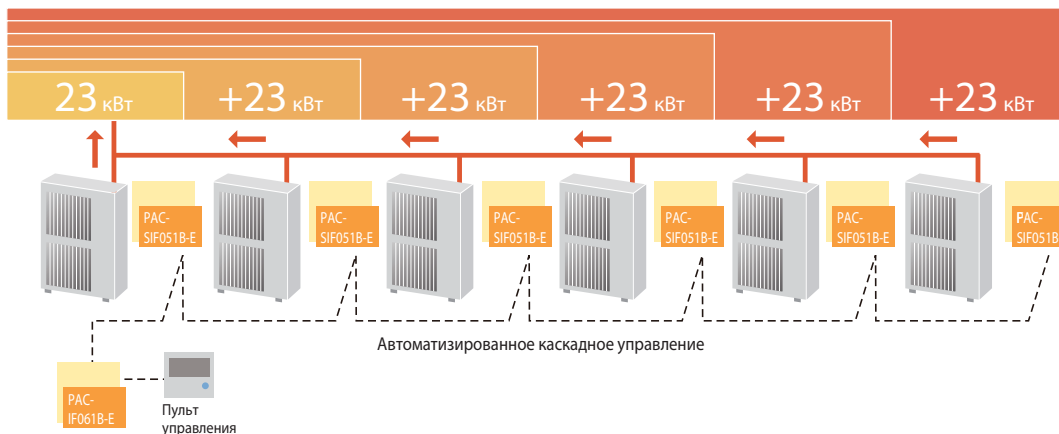 23 кВт
+23 кВт
+23 кВт
+23 кВт
+23 кВт
+23 кВт
PAC-
SIF051B-E
PAC-
SIF051B-E
PAC-
SIF051B-E
PAC-
SIF051B-E
PAC-
SIF051B-E
PAC-
SIF051B
Автоматизированное каскадное управление
PAC-
IF061B-E
Пульт
управления